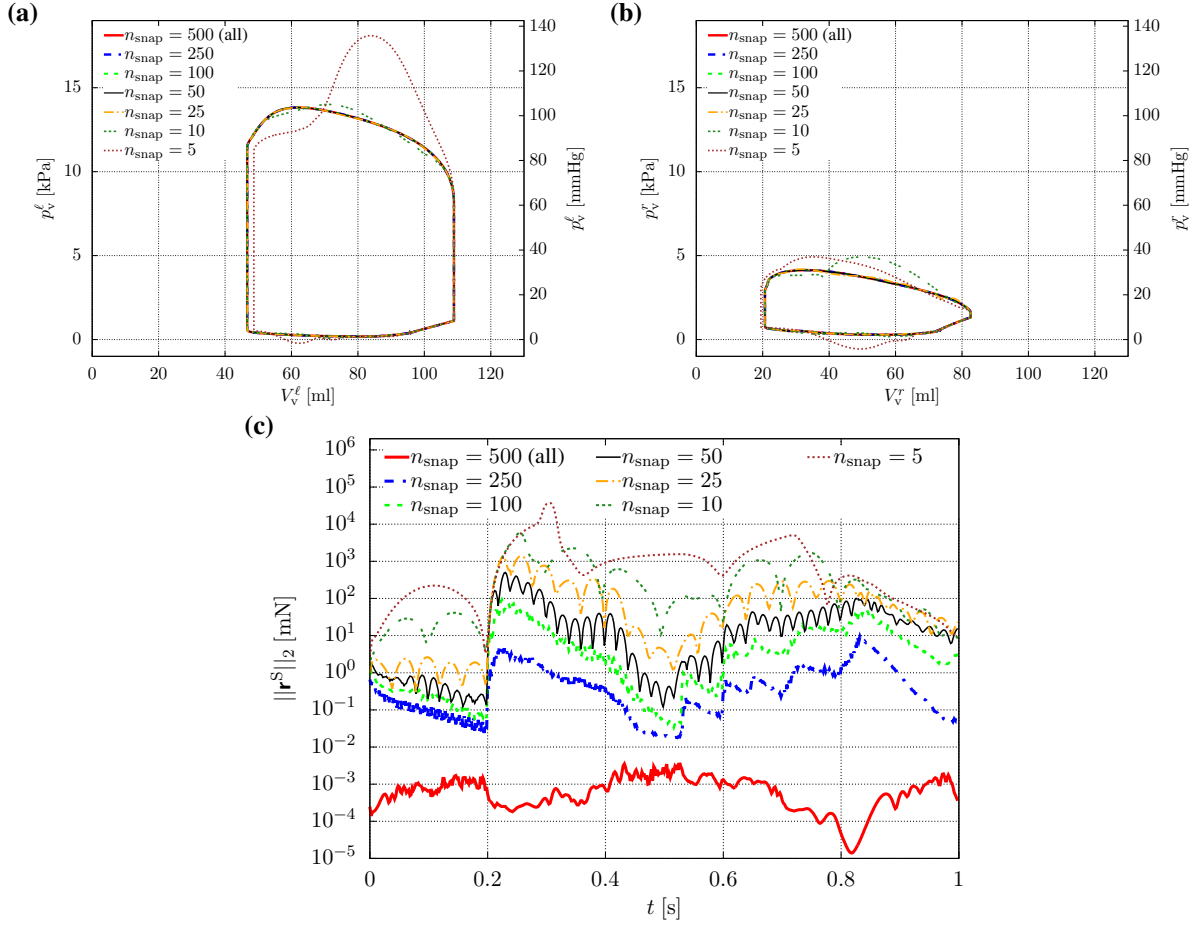 (a)
n_snap = 500 (all)
n_snap = 250
n_snap = 100
n_snap = 50
n_snap = 25
n_snap = 10
n_snap = 5
p_v^ℓ [kPa]
0
5
10
15
p_v^ℓ [mmHg]
0
20
40
60
80
100
120
140
0 20 40 60 80 100 120
V_v^ℓ [ml]
(b)
n_snap = 500 (all)
n_snap = 250
n_snap = 100
n_snap = 50
n_snap = 25
n_snap = 10
n_snap = 5
p_v^r [kPa]
0
5
10
15
p_v^r [mmHg]
0
20
40
60
80
100
120
140
0 20 40 60 80 100 120
V_v^r [ml]
(c)
n_snap = 500 (all) n_snap = 50 n_snap = 5
n_snap = 250 n_snap = 25
n_snap = 100 n_snap = 10
||r^S||_2 [mN]
10^6
10^5
10^4
10^3
10^2
10^1
10^0
10^-1
10^-2
10^-3
10^-4
10^-5
0 0.2 0.4 0.6 0.8 1
t [s]